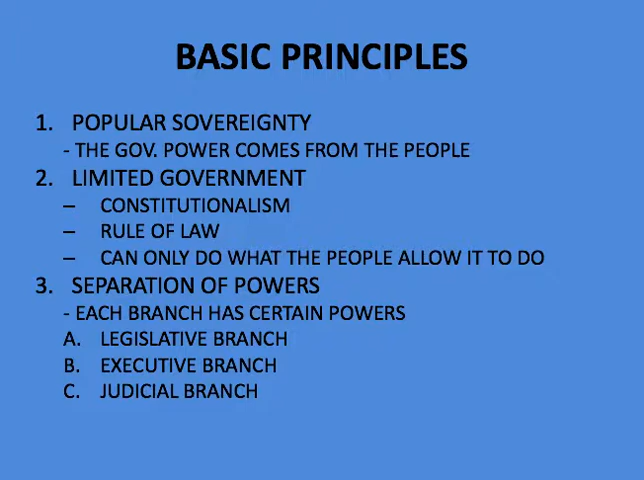 BASIC PRINCIPLES
1. POPULAR SOVEREIGNTY
- THE GOV. POWER COMES FROM THE PEOPLE
2. LIMITED GOVERNMENT
– CONSTITUTIONALISM
– RULE OF LAW
– CAN ONLY DO WHAT THE PEOPLE ALLOW IT TO DO
3. SEPARATION OF POWERS
- EACH BRANCH HAS CERTAIN POWERS
A. LEGISLATIVE BRANCH
B. EXECUTIVE BRANCH
C. JUDICIAL BRANCH